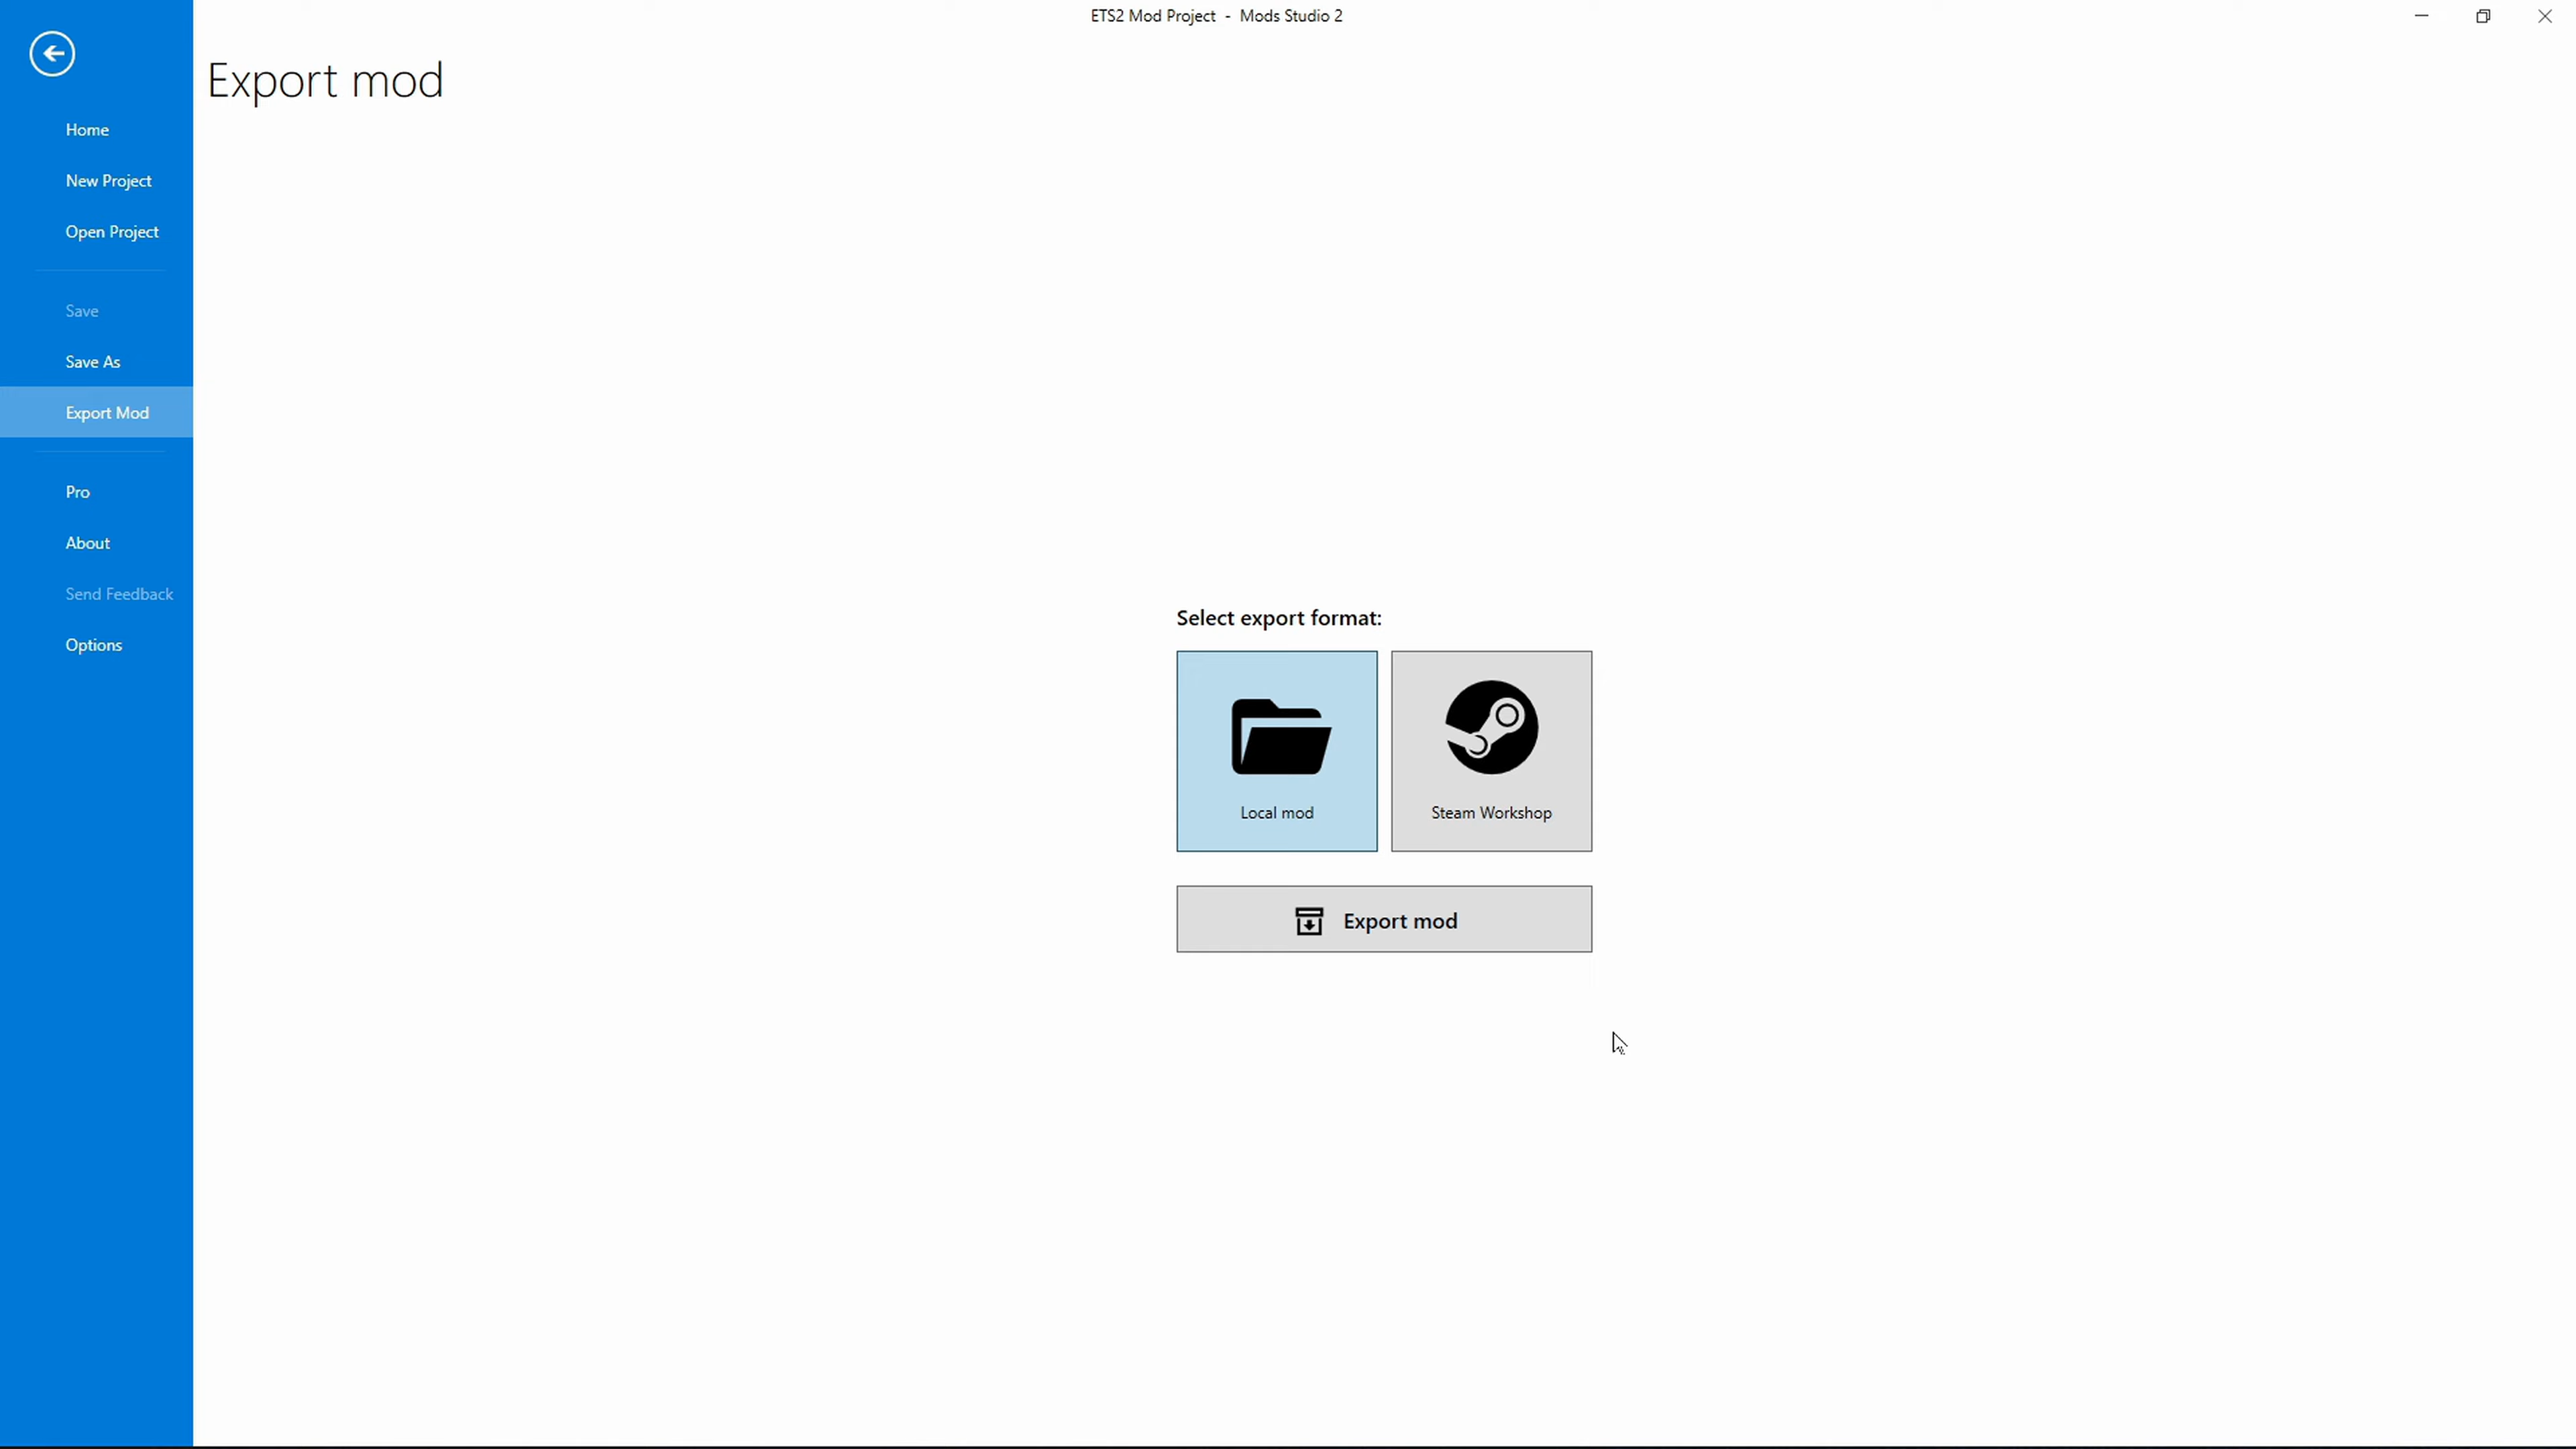 ETS2 Mod Project - Mods Studio 2
Export mod
Home
New Project
Open Project
Save
Save As
Export Mod
Pro
About
Send Feedback
Options
Select export format:
Local mod
Steam Workshop
Export mod